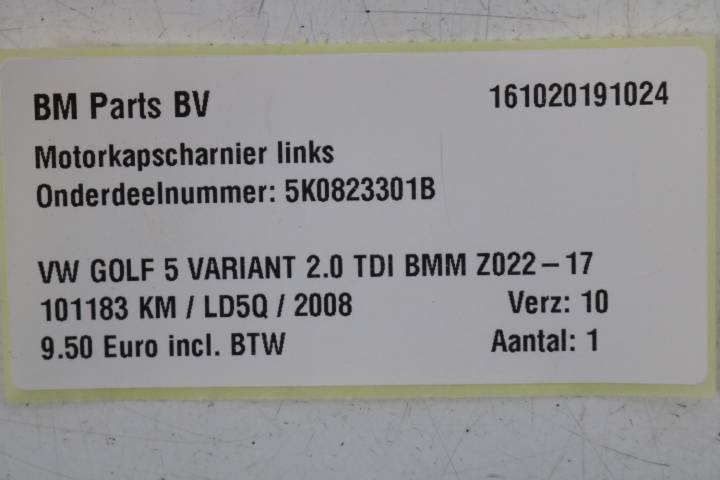 BM Parts BV 161020191024
Motorkapscharnier links
Onderdeelnummer: 5K0823301B
VW GOLF 5 VARIANT 2.0 TDI BMM Z022 – 17
101183 KM / LD5Q / 2008 Verz: 10
9.50 Euro incl. BTW Aantal: 1